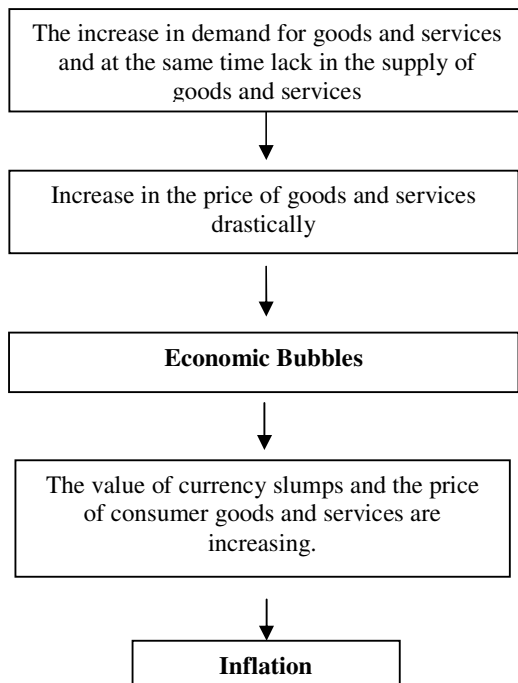 The increase in demand for goods and services
and at the same time lack in the supply of
goods and services
Increase in the price of goods and services
drastically
Economic Bubbles
The value of currency slumps and the price
of consumer goods and services are
increasing.
Inflation